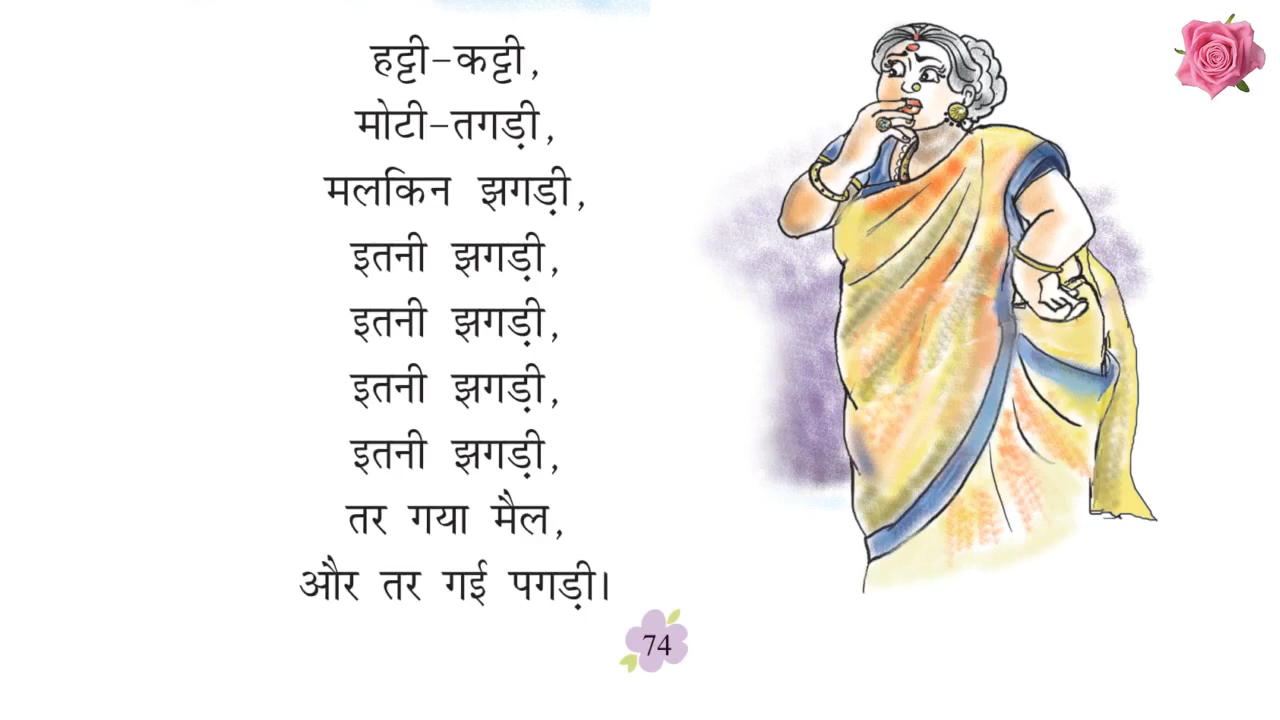 हट्टी-कट्टी,
मोटी-तगड़ी,
मलकिन झगड़ी,
इतनी झगड़ी,
इतनी झगड़ी,
इतनी झगड़ी,
इतनी झगड़ी,
तर गया मैल,
और तर गई पगड़ी।
74